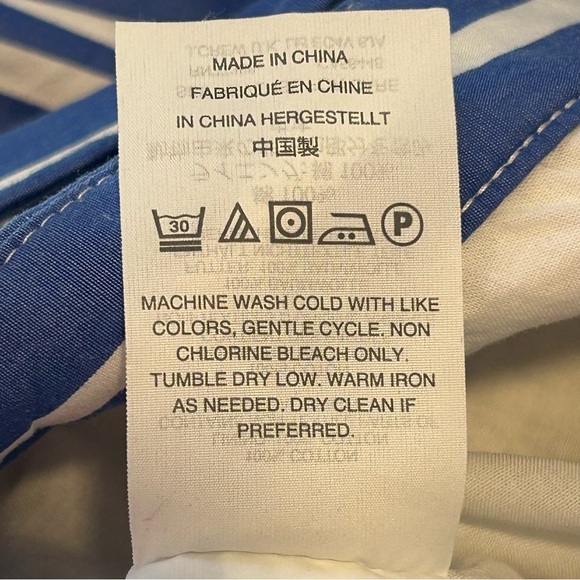 MADE IN CHINA
FABRIQUÉ EN CHINE
IN CHINA HERGESTELLT
中国製
30
P
MACHINE WASH COLD WITH LIKE
COLORS, GENTLE CYCLE. NON
CHLORINE BLEACH ONLY.
TUMBLE DRY LOW. WARM IRON
AS NEEDED. DRY CLEAN IF
PREFERRED.